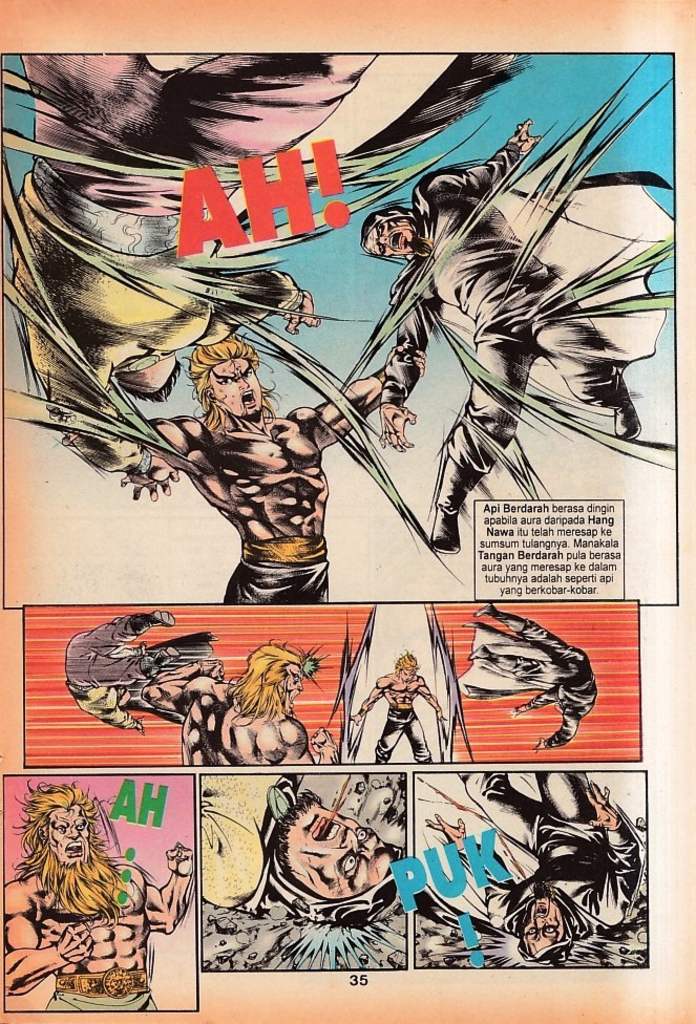 AH!
Api Berdarah berasa dingin
apabila aura daripada Hang
Nawa itu telah meresap ke
sumsum tulangnya. Manakala
Tangan Berdarah pula berasa
aura yang meresap ke dalam
tubuhnya adalah seperti api
yang berkobar-kobar.
AH
:
PUK
!
35